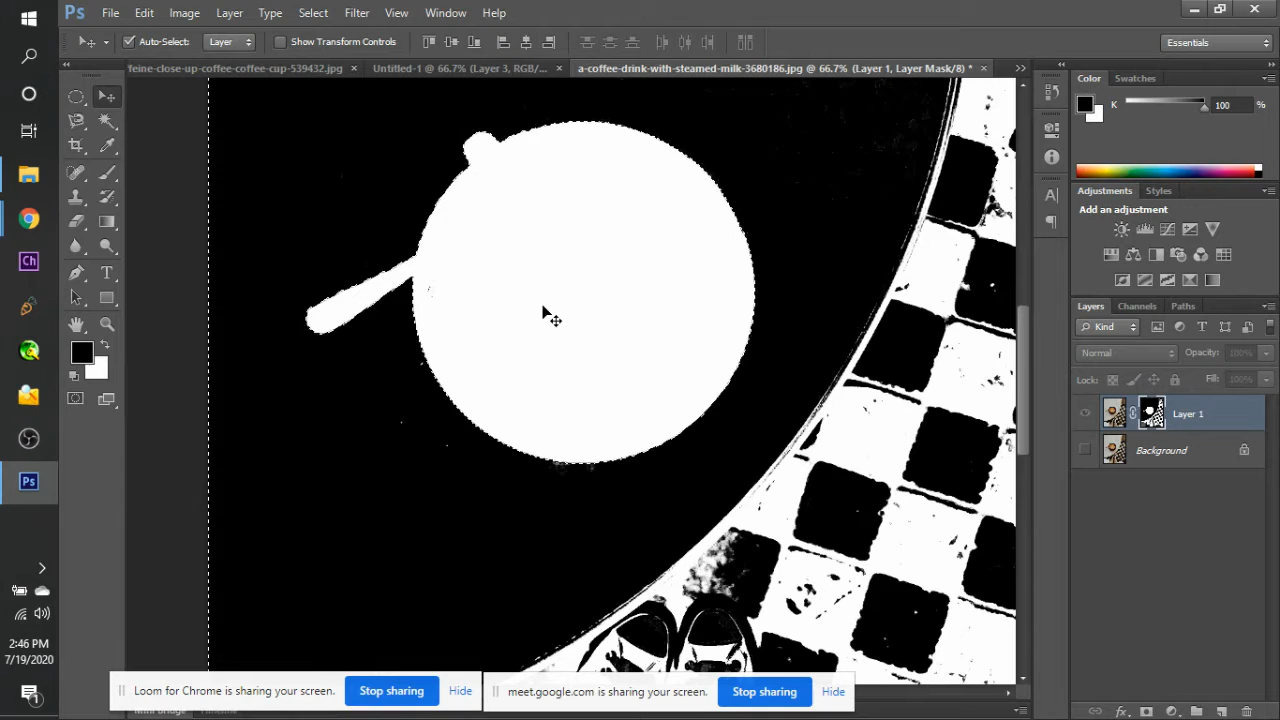 Ps File Edit Image Layer Type Select Filter View Window Help
Auto-Select: Layer Show Transform Controls Essentials
feine-close-up-coffee-coffee-cup-539432.jpg × Untitled-1 @ 66.7% (Layer 3, RGB/... × a-coffee-drink-with-steamed-milk-3680186.jpg @ 66.7% (Layer 1, Layer Mask/8) * ×
Color Swatches
K 100 %
Adjustments Styles
Add an adjustment
Layers Channels Paths
Kind
Normal Opacity: 100%
Lock: Fill: 100%
Layer 1
Background
Ch
Ps
2:46 PM
7/19/2020
Loom for Chrome is sharing your screen. Stop sharing Hide
meet.google.com is sharing your screen. Stop sharing Hide